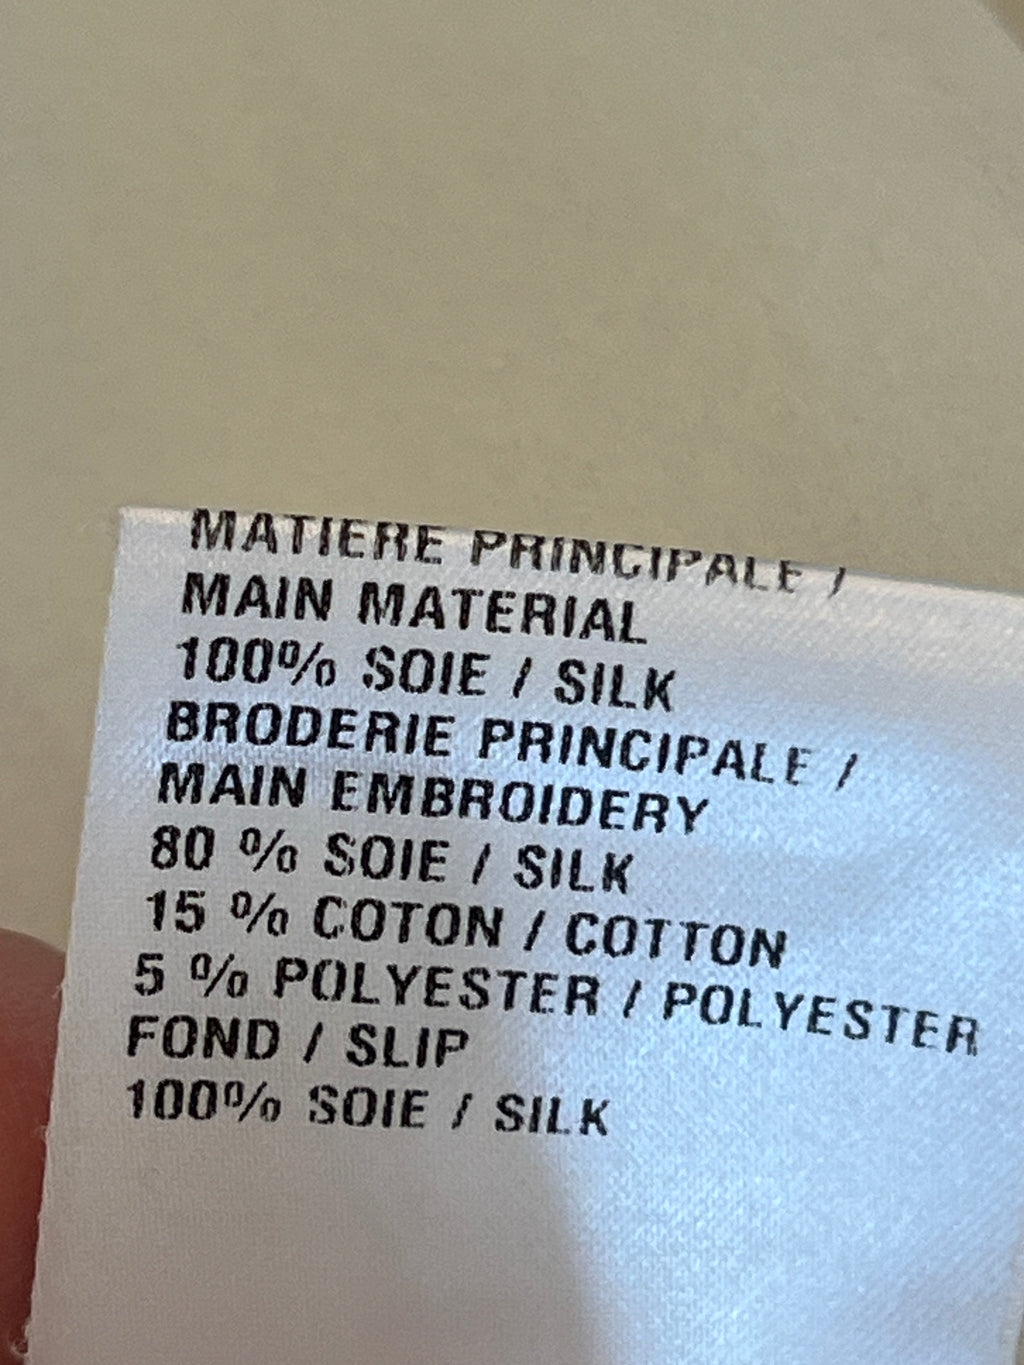 MATIERE PRINCIPALE /
MAIN MATERIAL
100% SOIE / SILK
BRODERIE PRINCIPALE /
MAIN EMBROIDERY
80 % SOIE / SILK
15 % COTON / COTTON
5 % POLYESTER / POLYESTER
FOND / SLIP
100% SOIE / SILK